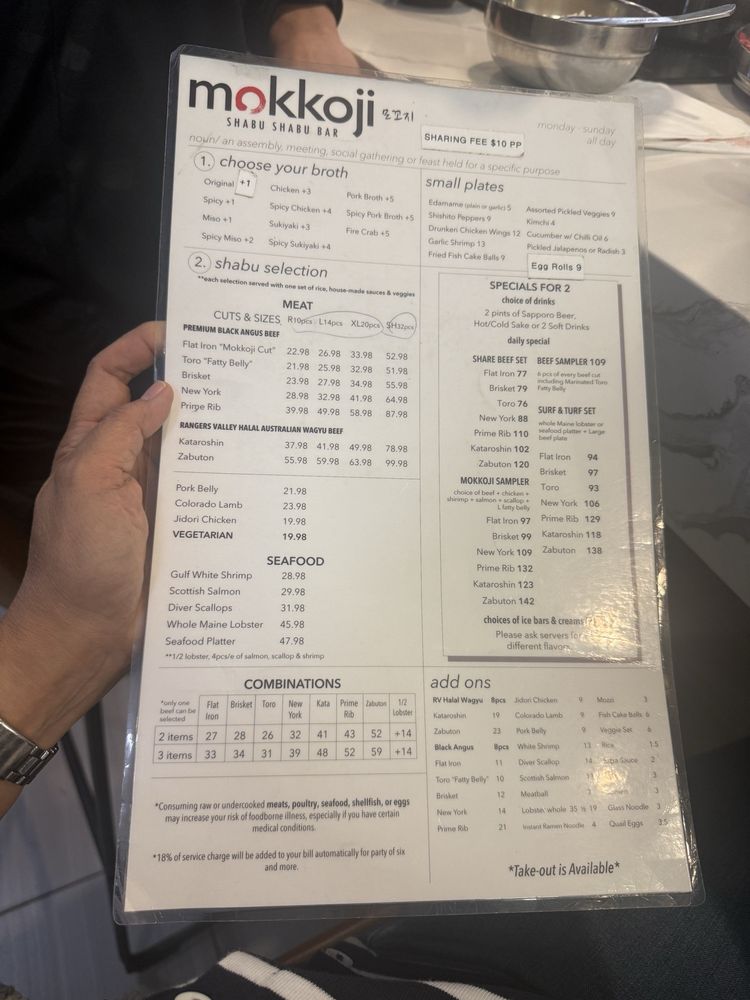 mokkoji 모꼬지
SHABU SHABU BAR
SHARING FEE $10 PP
monday - sunday
all day
noun/ an assembly, meeting, social gathering or feast held for a specific purpose
1. choose your broth
Original +1
Spicy +1
Miso +1
Spicy Miso +2
Chicken +3
Spicy Chicken +4
Sukiyaki +3
Spicy Sukiyaki +4
Pork Broth +5
Spicy Pork Broth +5
Fire Crab +5
small plates
Edamame (plain or garlic) 5
Shishito Peppers 9
Drunken Chicken Wings 12
Garlic Shrimp 13
Fried Fish Cake Balls 9
Assorted Pickled Veggies 9
Kimchi 4
Cucumber w/ Chilli Oil 6
Pickled Jalapenos or Radish 3
Egg Rolls 9
2. shabu selection
**each selection served with one set of rice, house-made sauces & veggies
MEAT
CUTS & SIZES R10pcs L14pcs XL20pcs SH32pcs
PREMIUM BLACK ANGUS BEEF
Flat Iron "Mokkoji Cut" 22.98 26.98 33.98 52.98
Toro "Fatty Belly" 21.98 25.98 32.98 51.98
Brisket 23.98 27.98 34.98 55.98
New York 28.98 32.98 41.98 64.98
Prime Rib 39.98 49.98 58.98 87.98
RANGERS VALLEY HALAL AUSTRALIAN WAGYU BEEF
Kataroshin 37.98 41.98 49.98 78.98
Zabuton 55.98 59.98 63.98 99.98
Pork Belly 21.98
Colorado Lamb 23.98
Jidori Chicken 19.98
VEGETARIAN 19.98
SEAFOOD
Gulf White Shrimp 28.98
Scottish Salmon 29.98
Diver Scallops 31.98
Whole Maine Lobster 45.98
Seafood Platter 47.98
**1/2 lobster, 4pcs/e of salmon, scallop & shrimp
SPECIALS FOR 2
choice of drinks
2 pints of Sapporo Beer,
Hot/Cold Sake or 2 Soft Drinks
daily special
SHARE BEEF SET
Flat Iron 77
Brisket 79
Toro 76
New York 88
Prime Rib 110
Kataroshin 102
Zabuton 120
MOKKOJI SAMPLER
choice of beef + chicken +
shrimp + salmon + scallop +
L fatty belly
Flat Iron 97
Brisket 99
New York 109
Prime Rib 132
Kataroshin 123
Zabuton 142
BEEF SAMPLER 109
6 pcs of every beef cut
including Marinated Toro
Fatty Belly
SURF & TURF SET
whole Maine lobster or
seafood platter + Large
beef plate
Flat Iron 94
Brisket 97
Toro 93
New York 106
Prime Rib 129
Kataroshin 118
Zabuton 138
choices of ice bars & creams
Please ask servers for
different flavors
COMBINATIONS
*only one beef can be selected Flat Iron Brisket Toro New York Kata Prime Rib Zabuton 1/2 Lobster
2 items 27 28 26 32 41 43 52 +14
3 items 33 34 31 39 48 52 59 +14
*Consuming raw or undercooked meats, poultry, seafood, shellfish, or eggs
may increase your risk of foodborne illness, especially if you have certain
medical conditions.
*18% of service charge will be added to your bill automatically for party of six
and more.
add ons
RV Halal Wagyu 8pcs
Kataroshin 19
Zabuton 23
Black Angus 8pcs
Flat Iron 11
Toro "Fatty Belly" 10
Brisket 12
New York 14
Prime Rib 21
Jidori Chicken 9
Colorado Lamb 9
Pork Belly 9
White Shrimp 13
Diver Scallop 14
Scottish Salmon
Meatball
Lobster whole 35 ½ 19
Instant Ramen Noodle 4
Mozzi 3
Fish Cake Balls 6
Veggie Set 6
Rice 1.5
Sauce 2
3
3
Glass Noodle 3
Quail Eggs 3.5
*Take-out is Available*